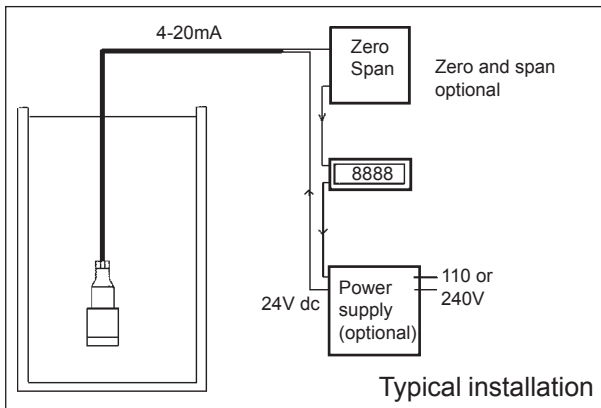 4-20mA
Zero
Span
Zero and span
optional
8888
24V dc
Power
supply
(optional)
110 or
240V
Typical installation